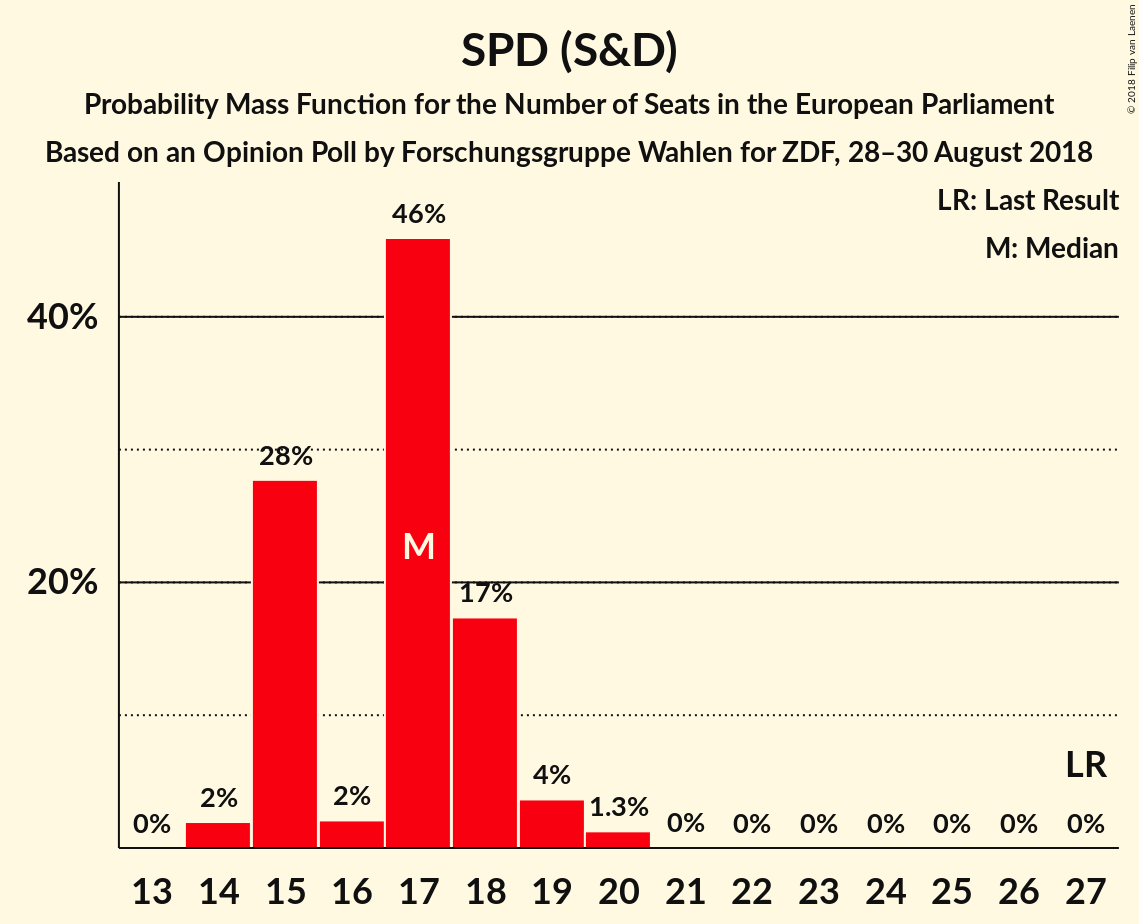 SPD (S&D)
Probability Mass Function for the Number of Seats in the European Parliament
Based on an Opinion Poll by Forschungsgruppe Wahlen for ZDF, 28–30 August 2018
© 2018 Filip van Laenen
LR: Last Result
M: Median
40%
20%
0%
2%
28%
2%
46%
M
17%
4%
1.3%
0%
0%
0%
0%
0%
0%
0%
LR
13 14 15 16 17 18 19 20 21 22 23 24 25 26 27